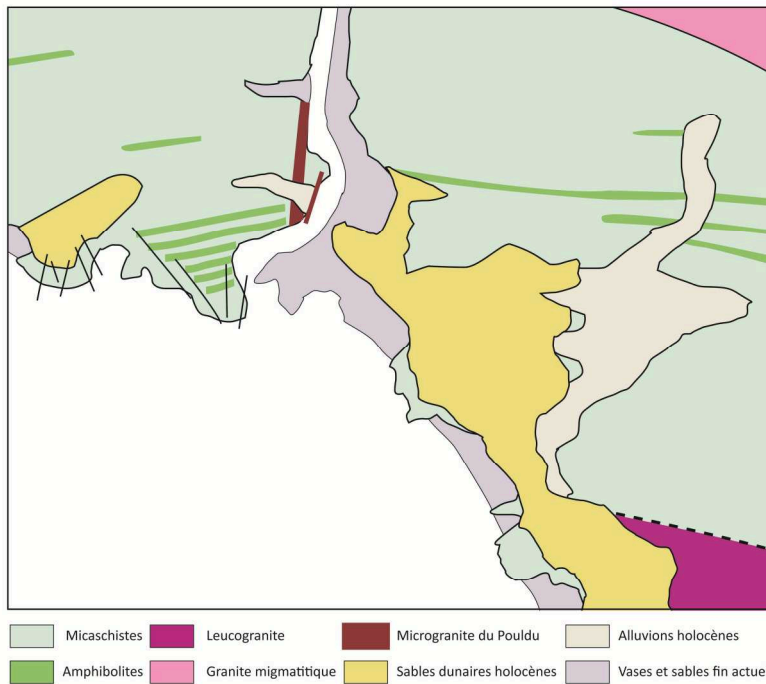 Micaschistes Leucogranite Microgranite du Pouldu Alluvions holocènes
Amphibolites Granite migmatitique Sables dunaires holocènes Vases et sables fin actue